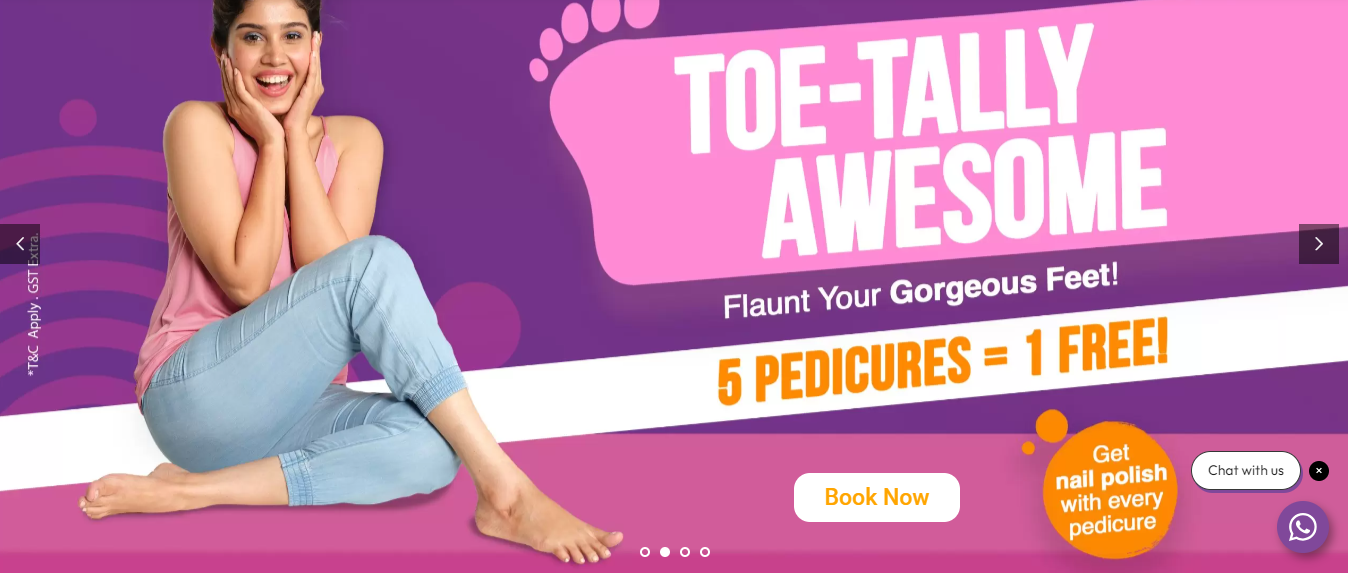 TOE-TALLY
AWESOME
Flaunt Your Gorgeous Feet!
5 PEDICURES = 1 FREE!
*T&C Apply . GST Extra.
Book Now
Get
nail polish
with every
pedicure
Chat with us